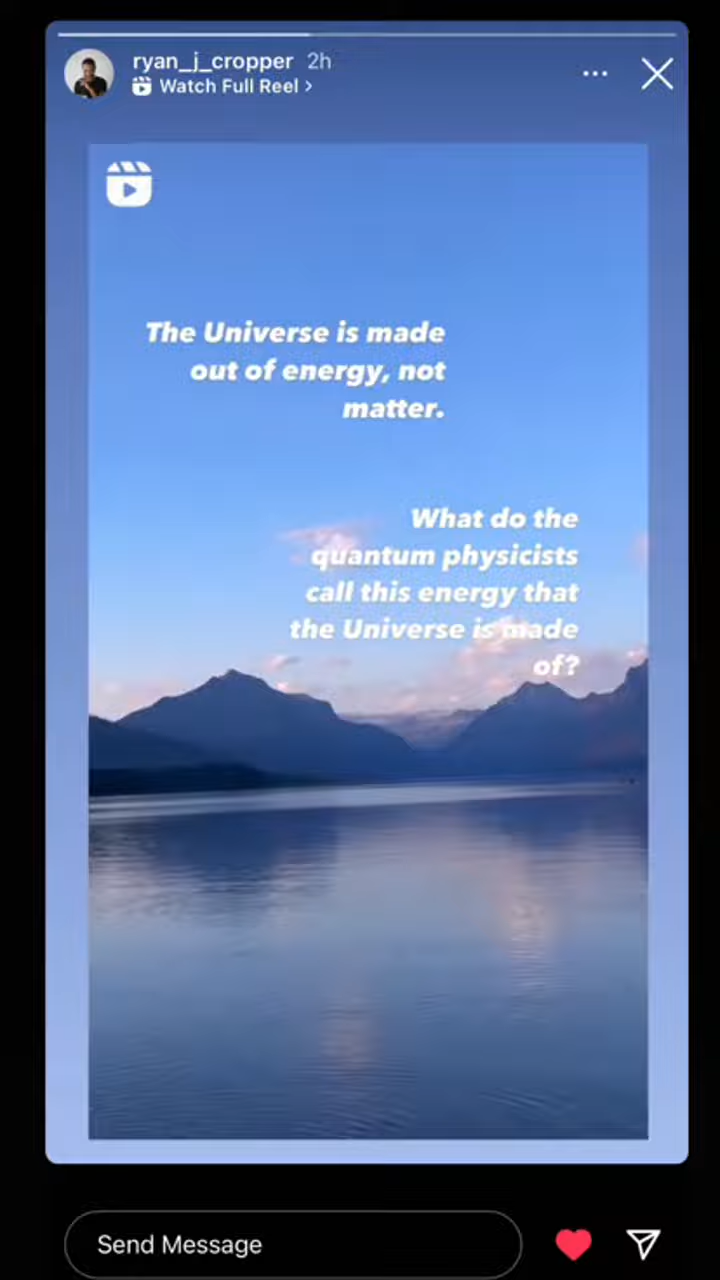 ryan_j_cropper 2h
Watch Full Reel >
The Universe is made
out of energy, not
matter.
What do the
quantum physicists
call this energy that
the Universe is made
of?
Send Message